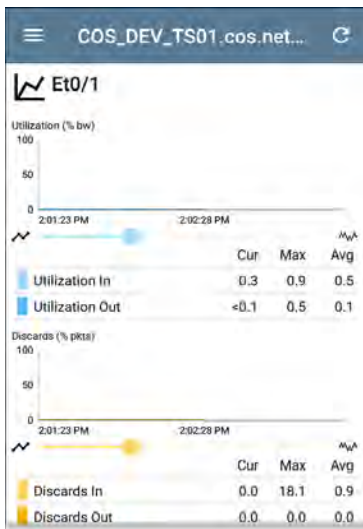 COS_DEV_TS01.cos.net...
Et0/1
Utilization (% bw)
100
50
0
2:01:23 PM 2:02:28 PM
Cur Max Avg
Utilization In 0.3 0.9 0.5
Utilization Out <0.1 0.5 0.1
Discards (% pkts)
100
50
0
2:01:23 PM 2:02:28 PM
Cur Max Avg
Discards In 0.0 18.1 0.9
Discards Out 0.0 0.0 0.0